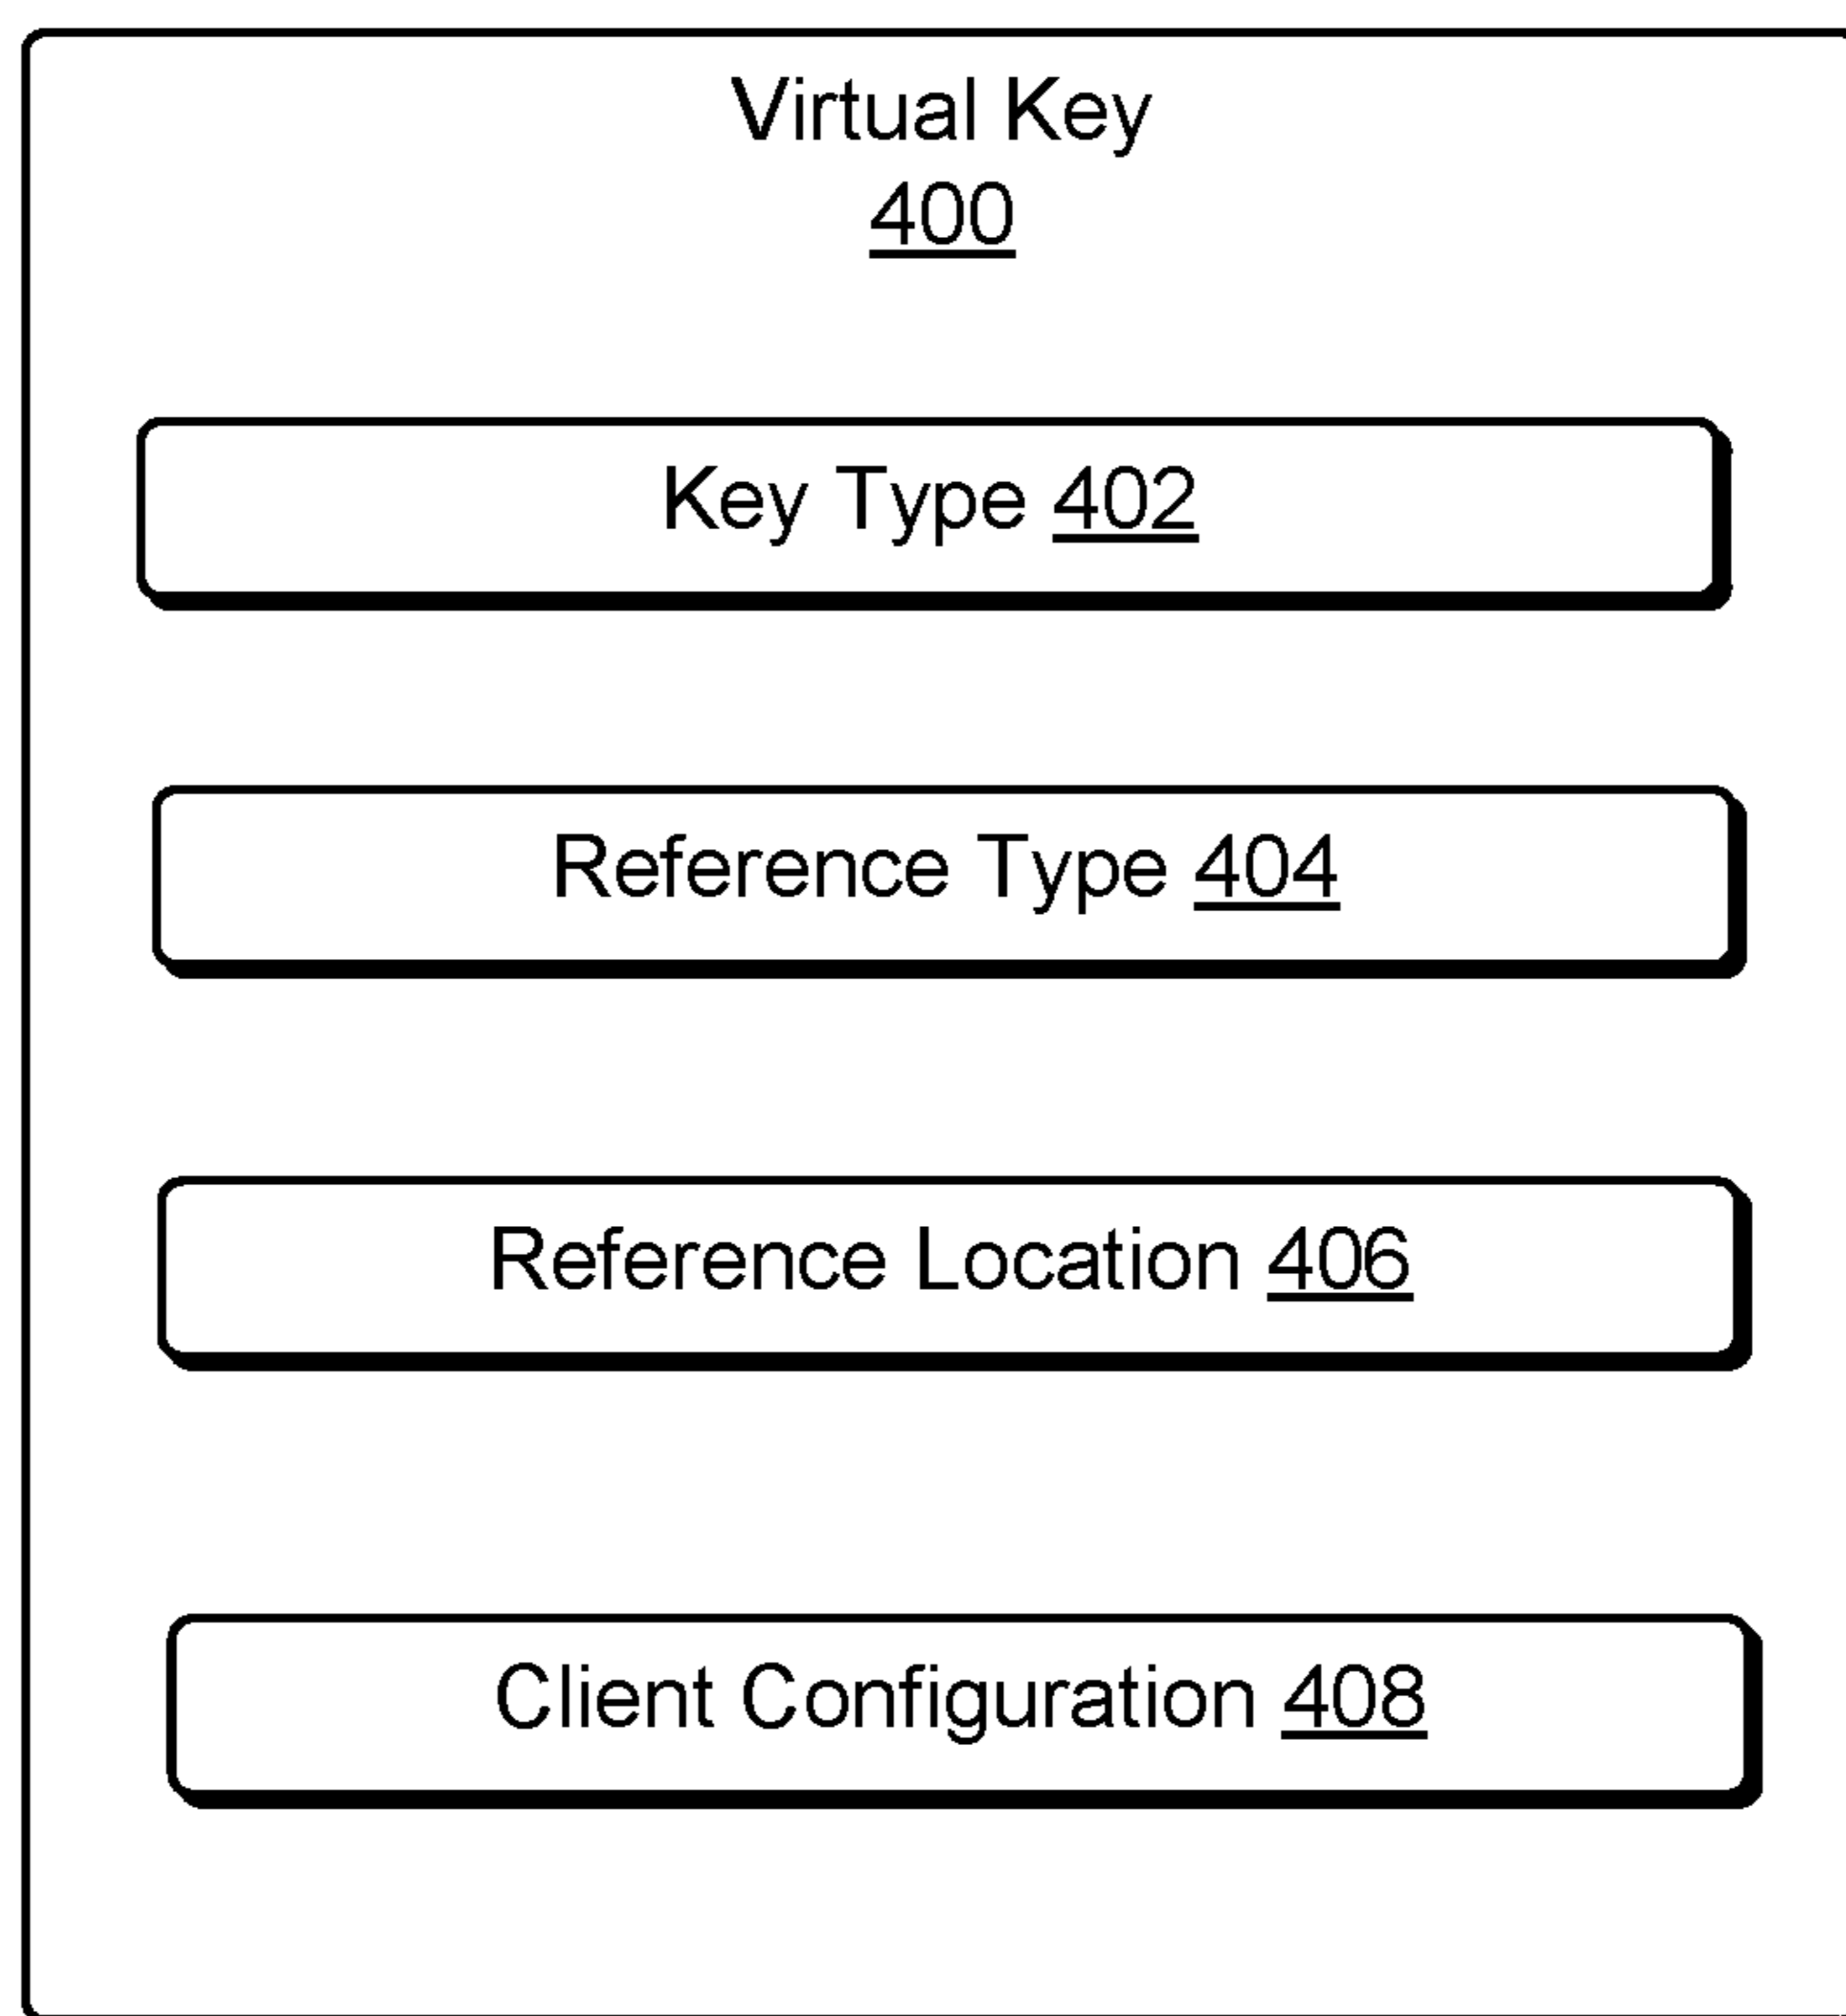 Virtual Key
400
Key Type 402
Reference Type 404
Reference Location 406
Client Configuration 408